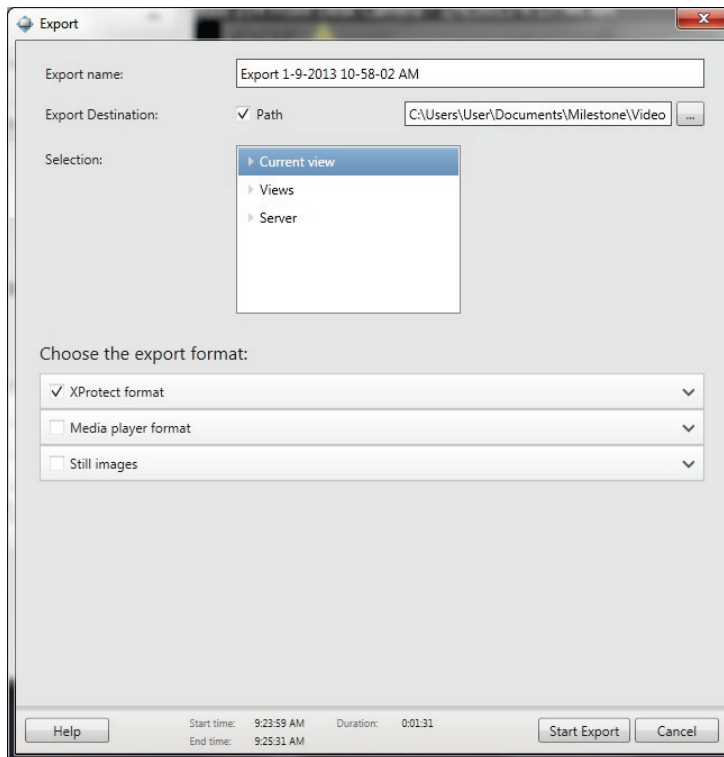 Export
Export name: Export 1-9-2013 10-58-02 AM
Export Destination: Path C:\Users\User\Documents\Milestone\Video ...
Selection: Current view
Views
Server
Choose the export format:
XProtect format
Media player format
Still images
Help Start time: 9:23:59 AM Duration: 0:01:31 Start Export Cancel
End time: 9:25:31 AM